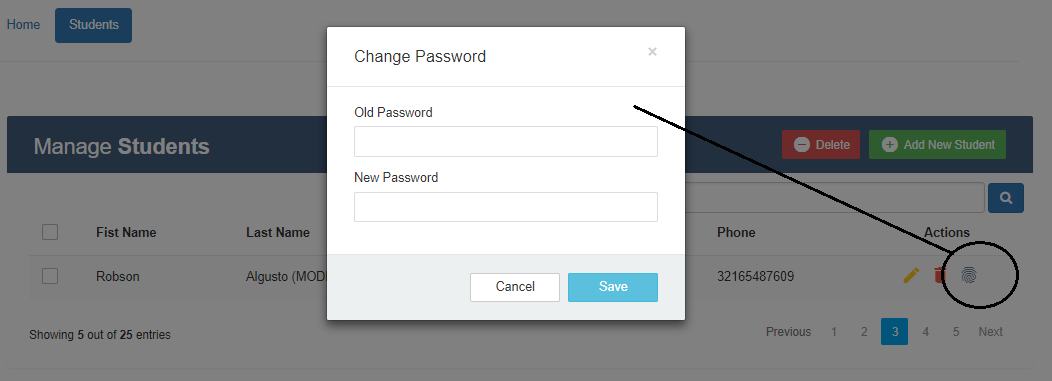 Home
Students
Change Password
×
Old Password
New Password
Cancel
Save
Manage Students
Delete
Add New Student
Fist Name
Last Name
Phone
Actions
Robson
Algusto (MOD
32165487609
Showing 5 out of 25 entries
Previous 1 2 3 4 5 Next